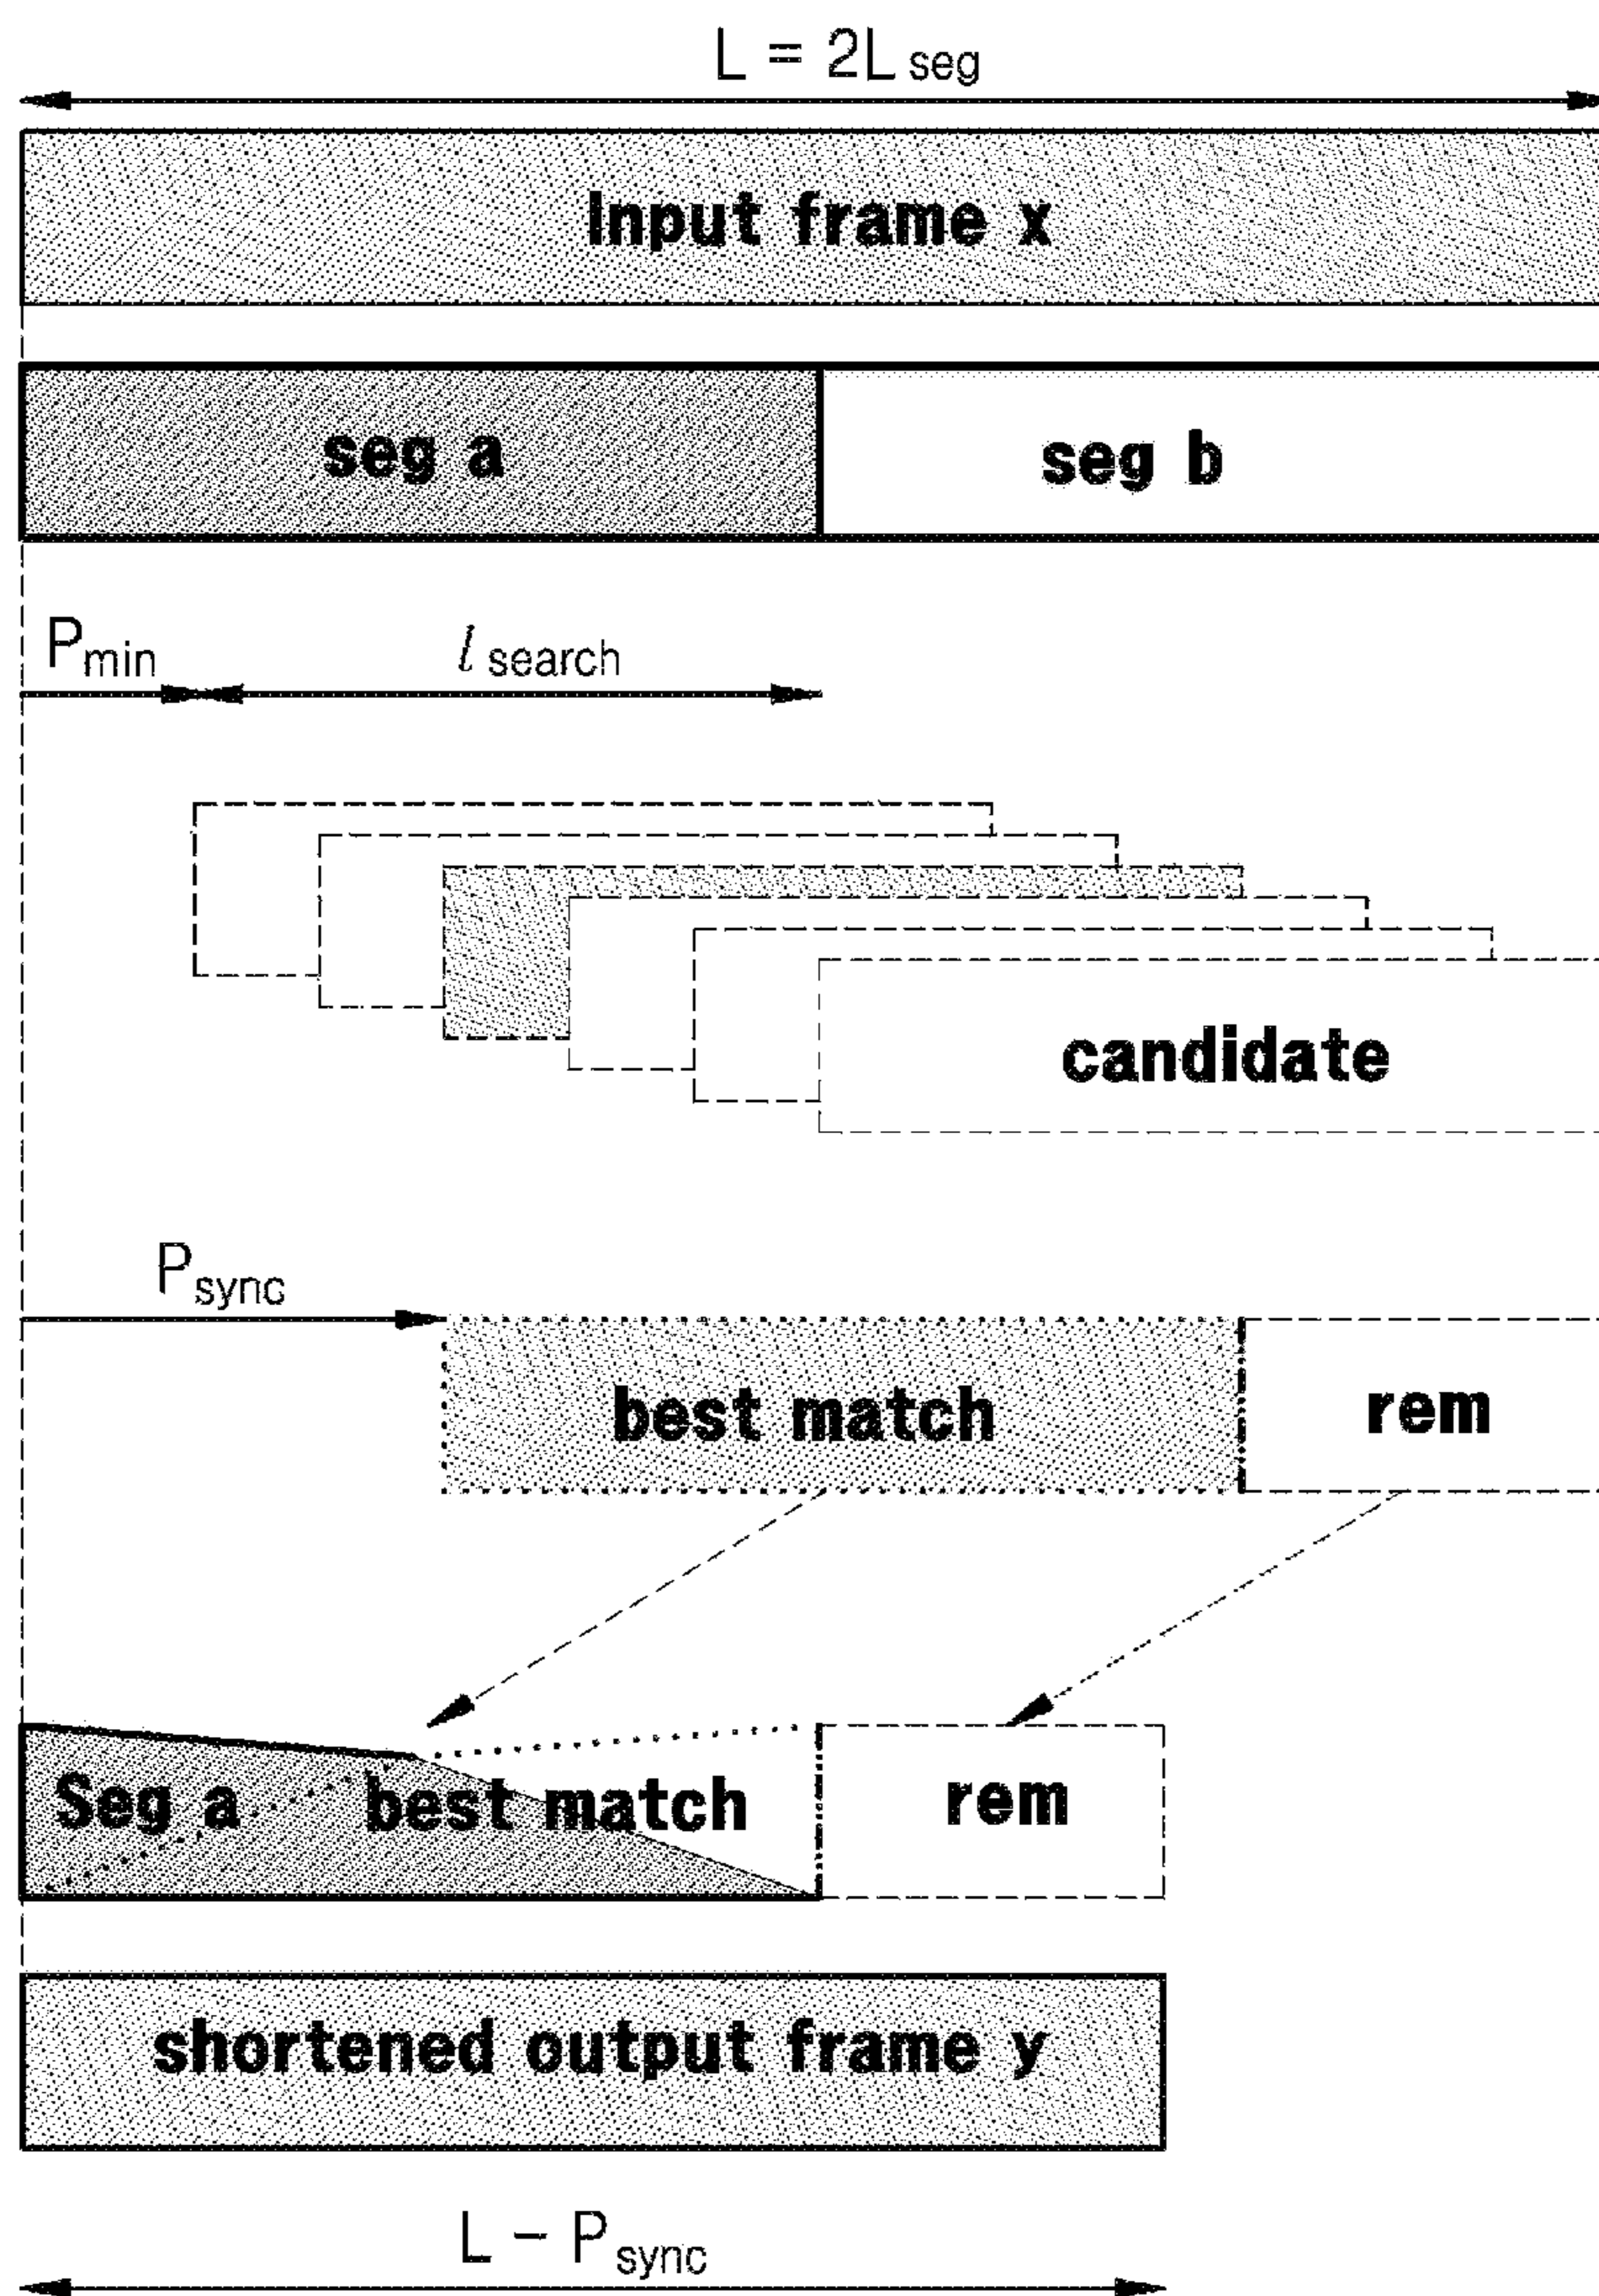 L = 2L seg
Input frame x
seg a seg b
Pmin l search
candidate
Psync
best match rem
Seg a best match rem
shortened output frame y
L − Psync